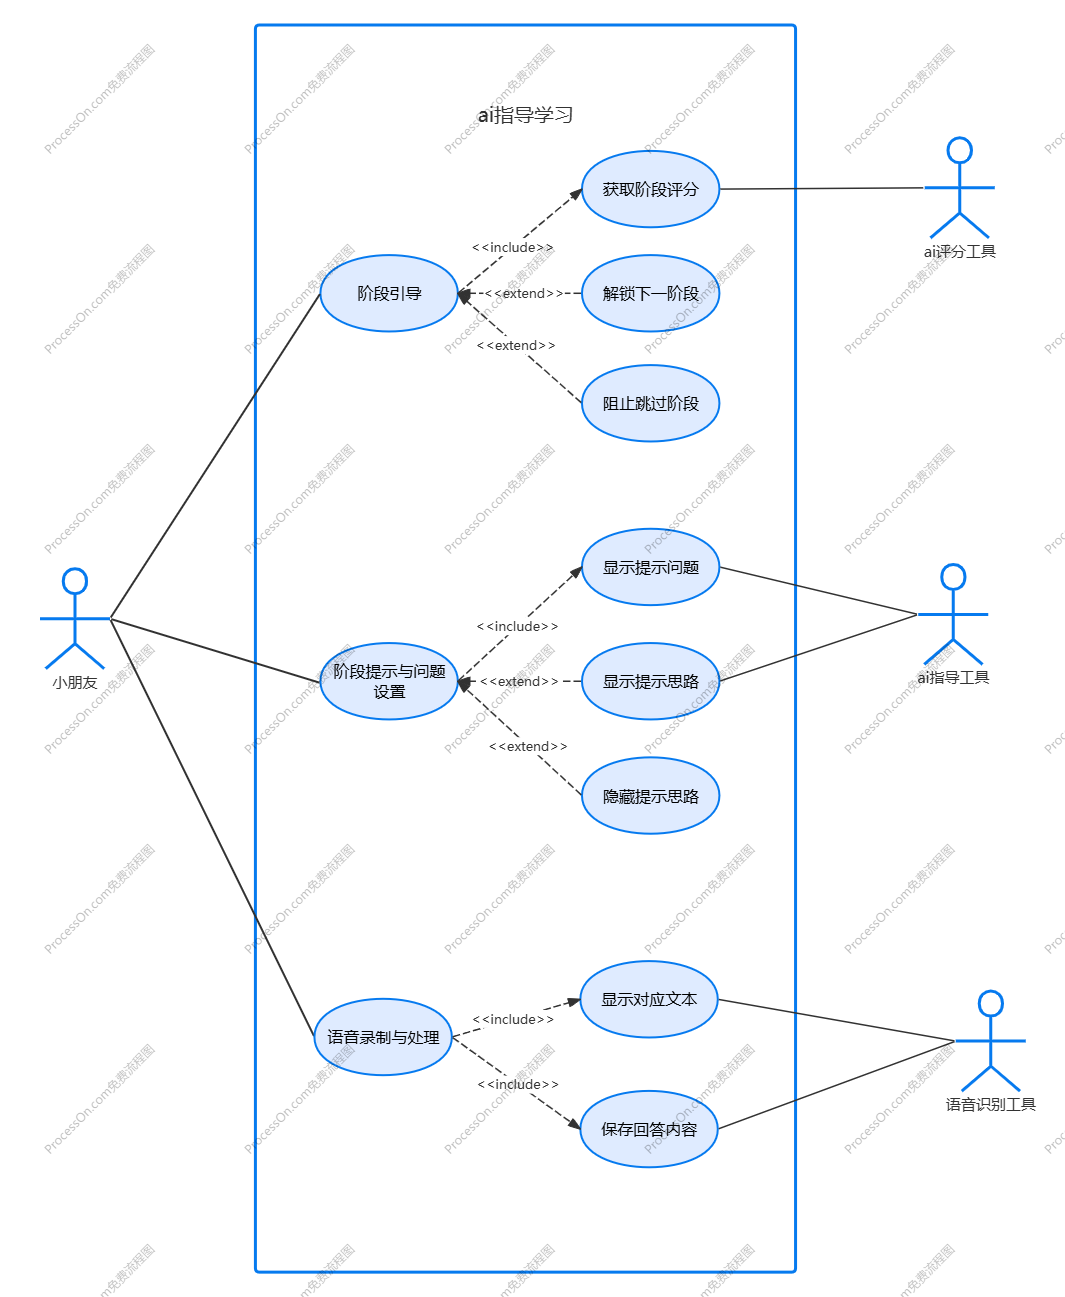 ai指导学习
获取阶段评分
ai评分工具
<<include>>
阶段引导
<<extend>>
解锁下一阶段
<<extend>>
阻止跳过阶段
显示提示问题
<<include>>
小朋友
阶段提示与问题
设置
<<extend>>
显示提示思路
ai指导工具
<<extend>>
隐藏提示思路
显示对应文本
<<include>>
语音录制与处理
<<include>>
语音识别工具
保存回答内容
ProcessOn.com免费流程图